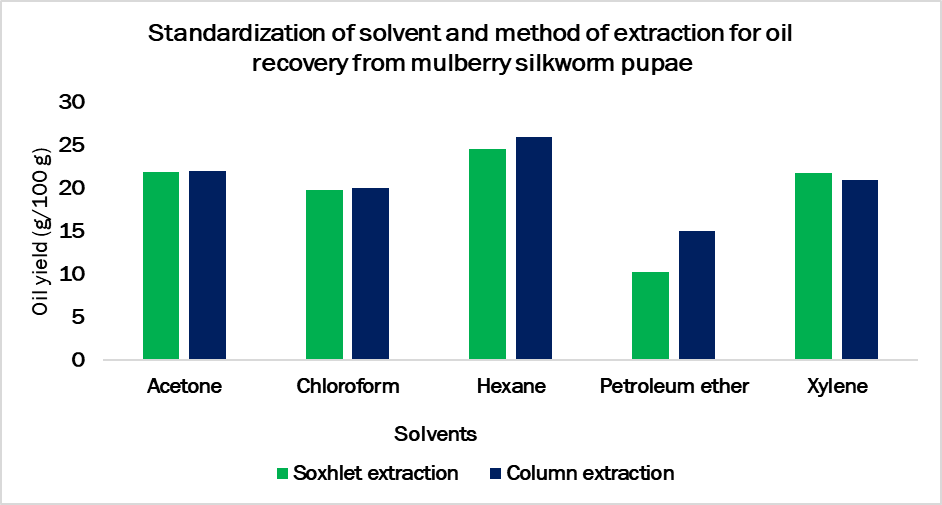 Standardization of solvent and method of extraction for oil
recovery from mulberry silkworm pupae
Oil yield (g/100 g)
30
25
20
15
10
5
0
Acetone Chloroform Hexane Petroleum ether Xylene
Solvents
Soxhlet extraction Column extraction